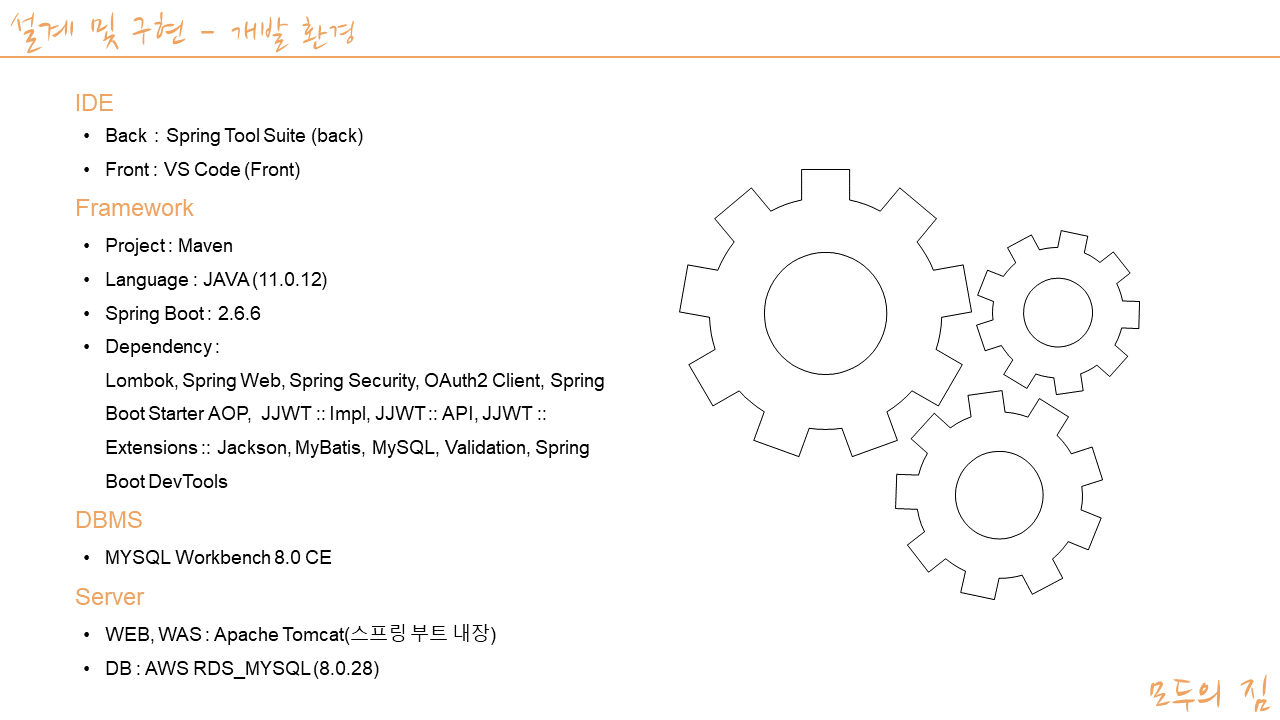 설계 및 구현 - 개발 환경
IDE
• Back : Spring Tool Suite (back)
• Front : VS Code (Front)
Framework
• Project : Maven
• Language : JAVA (11.0.12)
• Spring Boot : 2.6.6
• Dependency :
Lombok, Spring Web, Spring Security, OAuth2 Client, Spring
Boot Starter AOP, JJWT :: Impl, JJWT :: API, JJWT ::
Extensions :: Jackson, MyBatis, MySQL, Validation, Spring
Boot DevTools
DBMS
• MYSQL Workbench 8.0 CE
Server
• WEB, WAS : Apache Tomcat(스프링 부트 내장)
• DB : AWS RDS_MYSQL (8.0.28)
모두의 짐